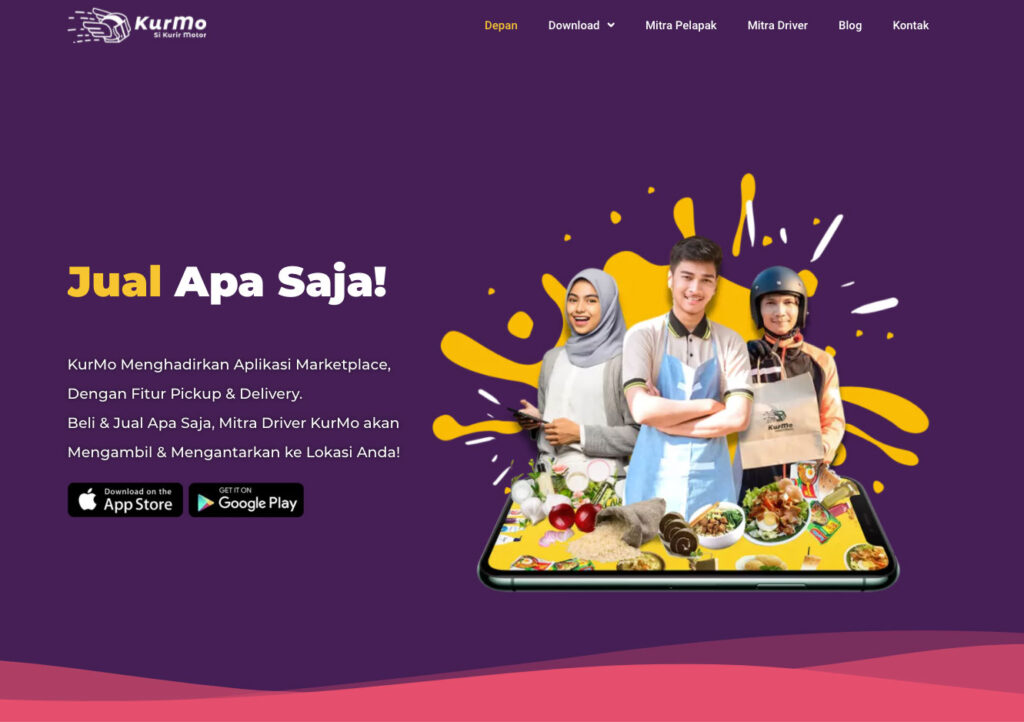 KurMo
Si Kurir Motor
Depan
Download
Mitra Pelapak
Mitra Driver
Blog
Kontak
Jual Apa Saja!
KurMo Menghadirkan Aplikasi Marketplace,
Dengan Fitur Pickup & Delivery.
Beli & Jual Apa Saja, Mitra Driver KurMo akan
Mengambil & Mengantarkan ke Lokasi Anda!
Download on the
App Store
GET IT ON
Google Play
KurMo